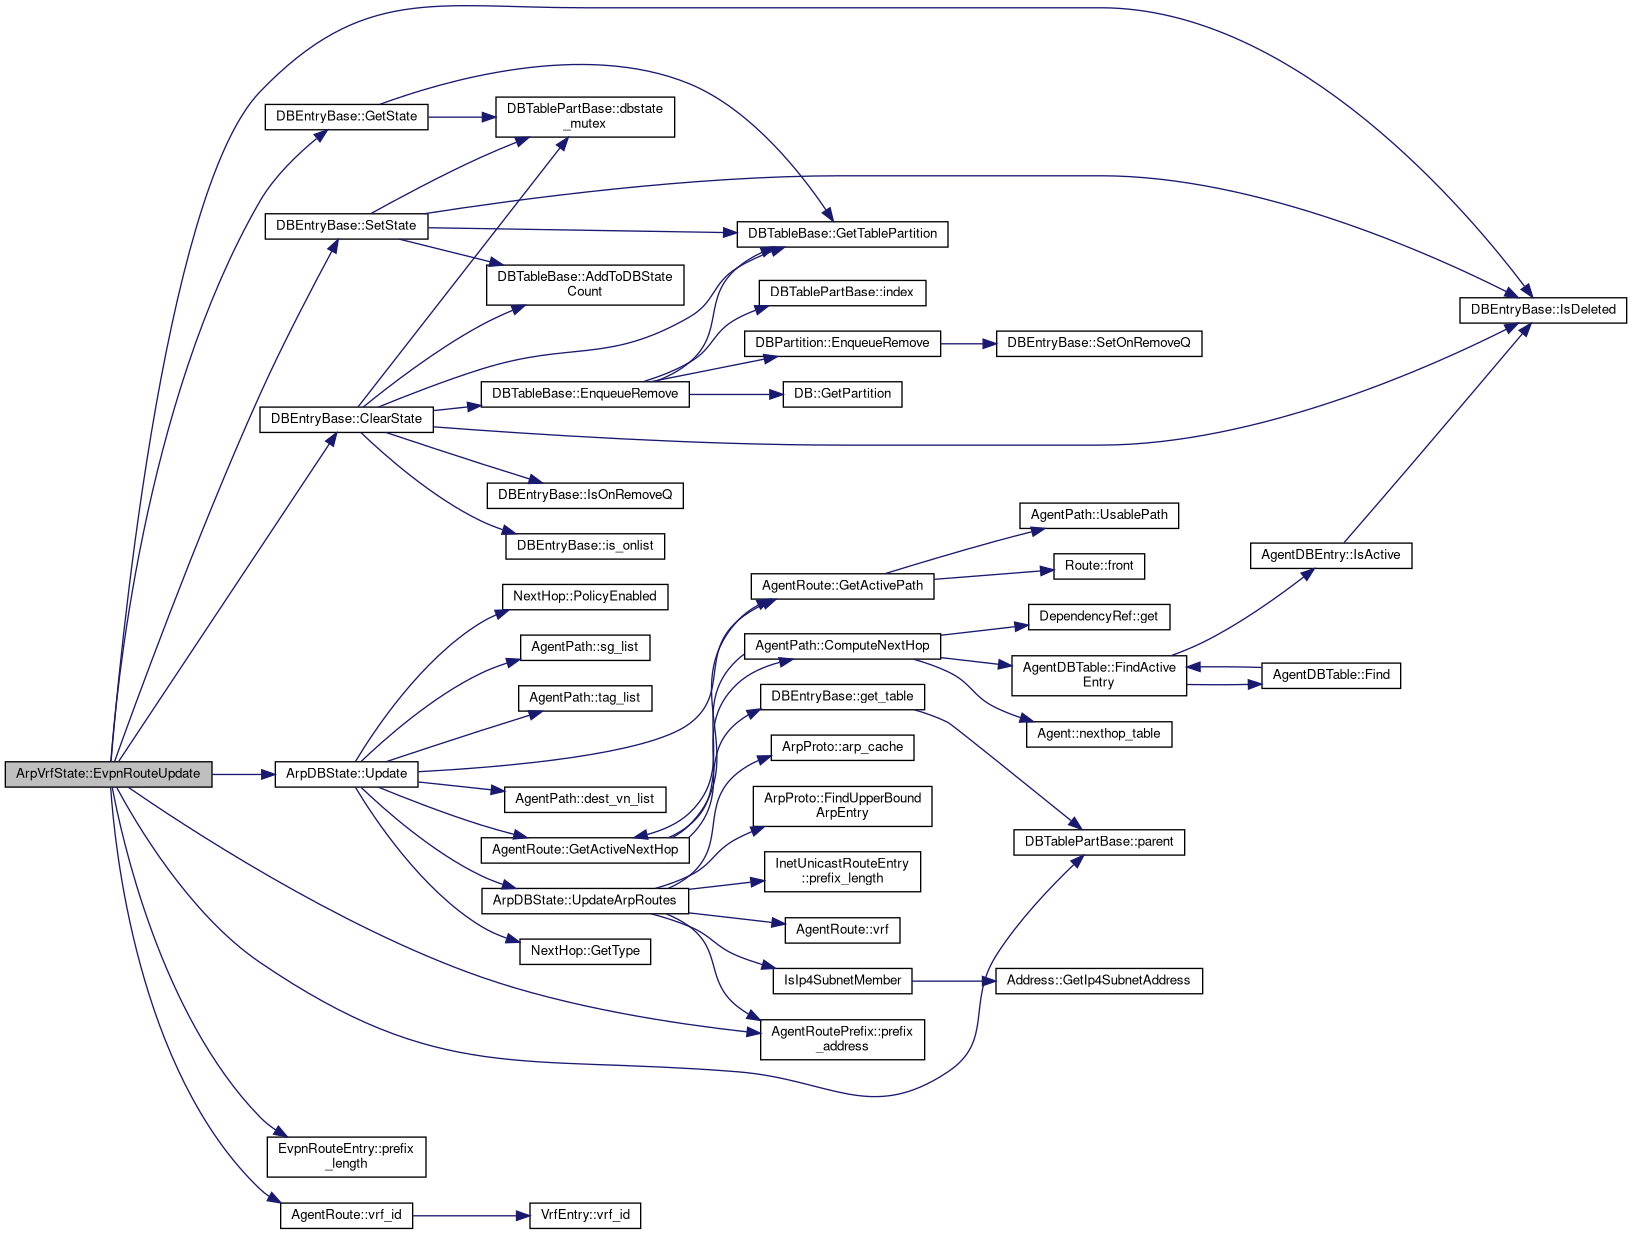 DBEntryBase::GetState
DBTablePartBase::dbstate
_mutex
DBEntryBase::SetState
DBTableBase::GetTablePartition
DBTableBase::AddToDBState
Count
DBTablePartBase::index
DBEntryBase::IsDeleted
DBPartition::EnqueueRemove
DBEntryBase::SetOnRemoveQ
DBTableBase::EnqueueRemove
DB::GetPartition
DBEntryBase::ClearState
DBEntryBase::IsOnRemoveQ
DBEntryBase::is_onlist
AgentPath::UsablePath
AgentDBEntry::IsActive
Route::front
AgentRoute::GetActivePath
NextHop::PolicyEnabled
DependencyRef::get
AgentPath::sg_list
AgentPath::ComputeNextHop
AgentDBTable::FindActive
Entry
AgentDBTable::Find
AgentPath::tag_list
DBEntryBase::get_table
Agent::nexthop_table
ArpProto::arp_cache
ArpVrfState::EvpnRouteUpdate
ArpDBState::Update
AgentPath::dest_vn_list
ArpProto::FindUpperBound
ArpEntry
DBTablePartBase::parent
AgentRoute::GetActiveNextHop
InetUnicastRouteEntry
::prefix_length
ArpDBState::UpdateArpRoutes
AgentRoute::vrf
NextHop::GetType
IsIp4SubnetMember
Address::GetIp4SubnetAddress
AgentRoutePrefix::prefix
_address
EvpnRouteEntry::prefix
_length
AgentRoute::vrf_id
VrfEntry::vrf_id